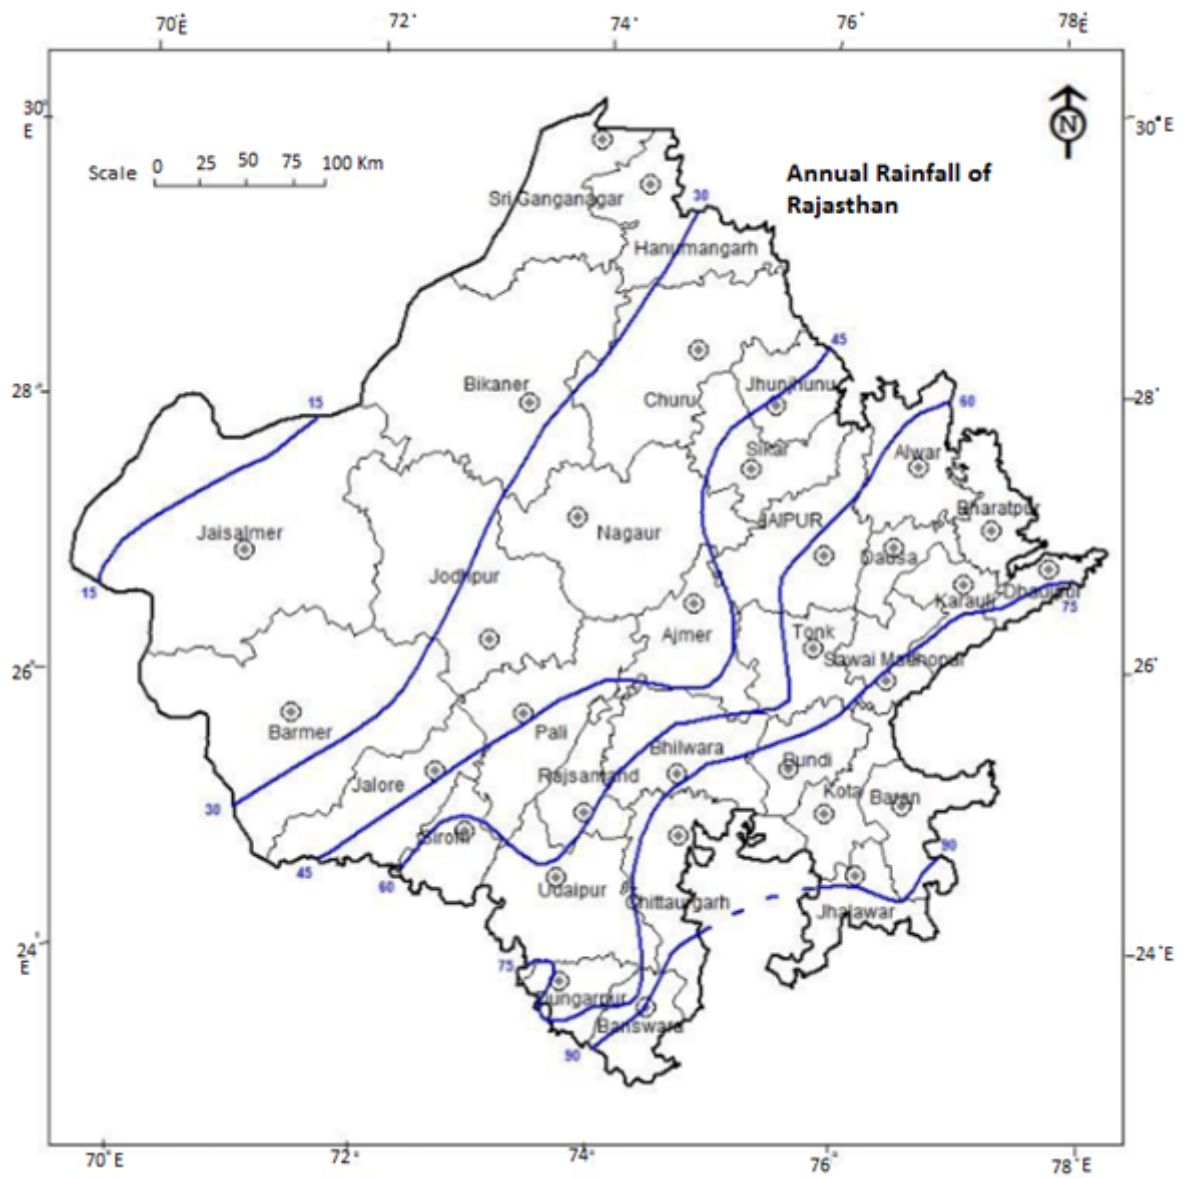 70°E 72° 74° 76° 78°E
30°E
30°E
N
Scale 0 25 50 75 100 Km
Annual Rainfall of
Rajasthan
Sri Ganganagar
30
Hanumangarh
45
28°
28°
Bikaner
Jhunjhunu
Churu
15
60
Sikar
Alwar
Jaisalmer
Nagaur
JAIPUR
Bharatpur
Dausa
Jodhpur
15
Karauli
75
Ajmer
Tonk
Sawai Madhopur
26°
26°
Barmer
Pali
Bhilwara
Bundi
Jalore
Rajsamand
Kota
Baran
30
Sirohi
45
60
90
Udaipur
Chittaurgarh
Jhalawar
24°E
24°E
75
Dungarpur
Banswara
90
70°E 72° 74° 76° 78°E